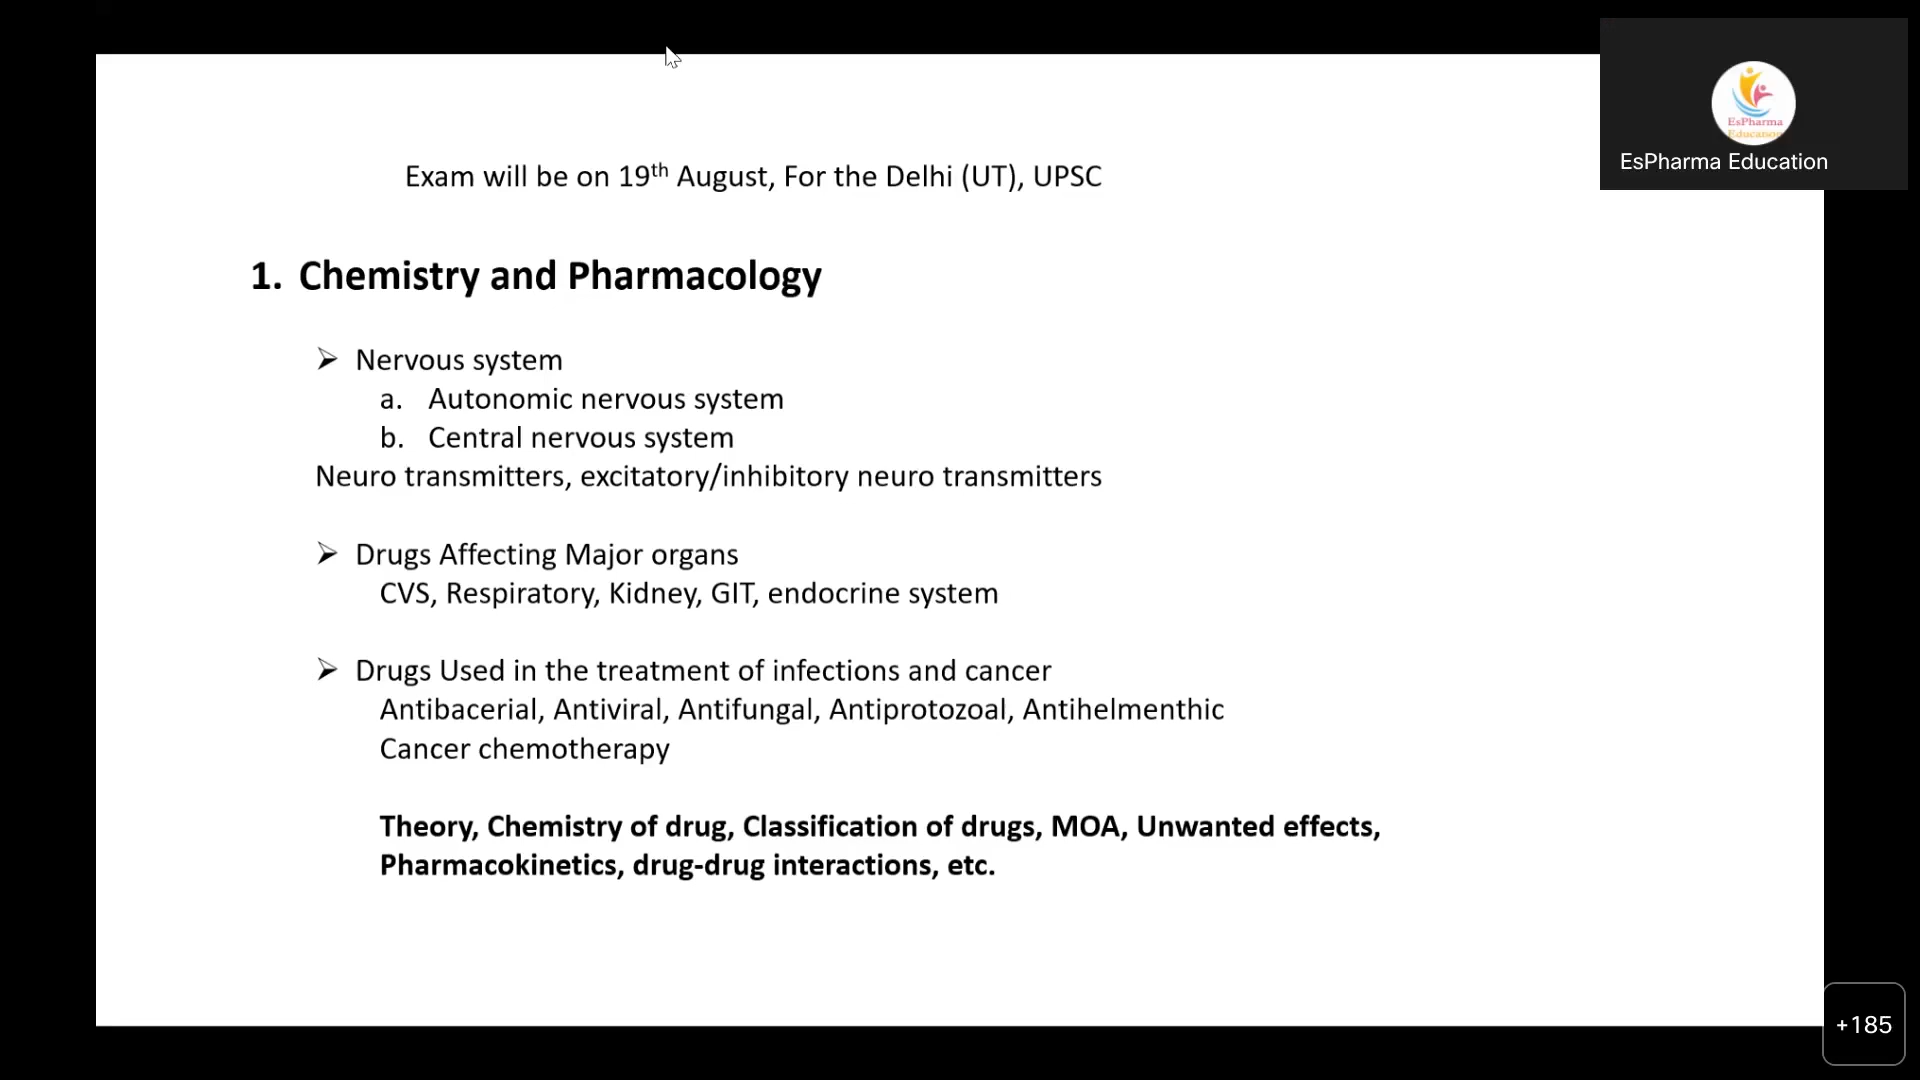 Exam will be on 19th August, For the Delhi (UT), UPSC
EsPharma
Education
EsPharma Education
1. Chemistry and Pharmacology
➢ Nervous system
a. Autonomic nervous system
b. Central nervous system
Neuro transmitters, excitatory/inhibitory neuro transmitters
➢ Drugs Affecting Major organs
CVS, Respiratory, Kidney, GIT, endocrine system
➢ Drugs Used in the treatment of infections and cancer
Antibacerial, Antiviral, Antifungal, Antiprotozoal, Antihelmenthic
Cancer chemotherapy
Theory, Chemistry of drug, Classification of drugs, MOA, Unwanted effects,
Pharmacokinetics, drug-drug interactions, etc.
+185